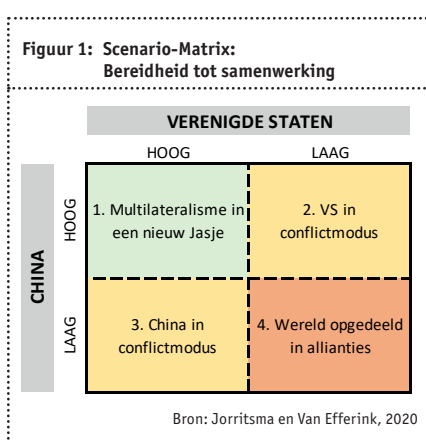 Figuur 1: Scenario-Matrix:
Bereidheid tot samenwerking
VERENIGDE STATEN
HOOG LAAG
CHINA
HOOG
1. Multilateralisme in
een nieuw Jasje
2. VS in
conflictmodus
LAAG
3. China in
conflictmodus
4. Wereld opgedeeld
in allianties
Bron: Jorritsma en Van Efferink, 2020